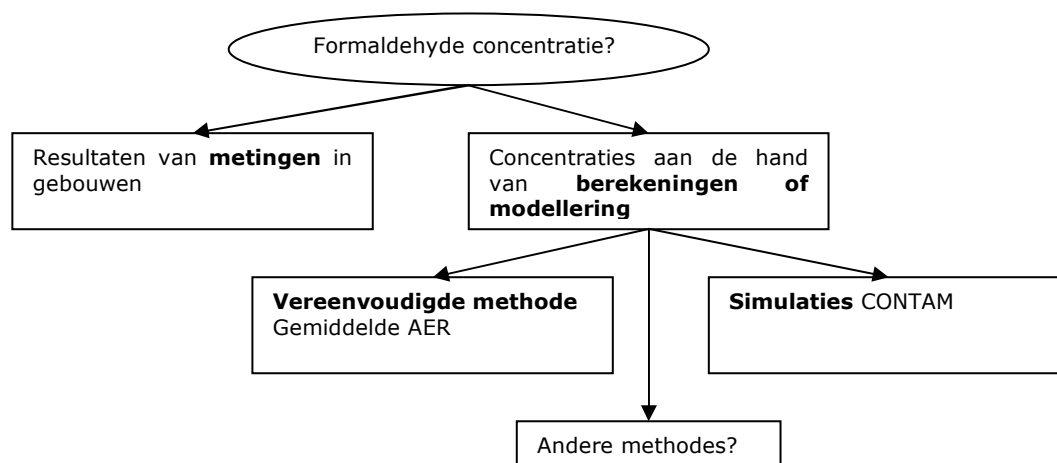 Formaldehyde concentratie?
Resultaten van metingen in
gebouwen
Concentraties aan de hand
van berekeningen of
modellering
Vereenvoudigde methode
Gemiddelde AER
Simulaties CONTAM
Andere methodes?